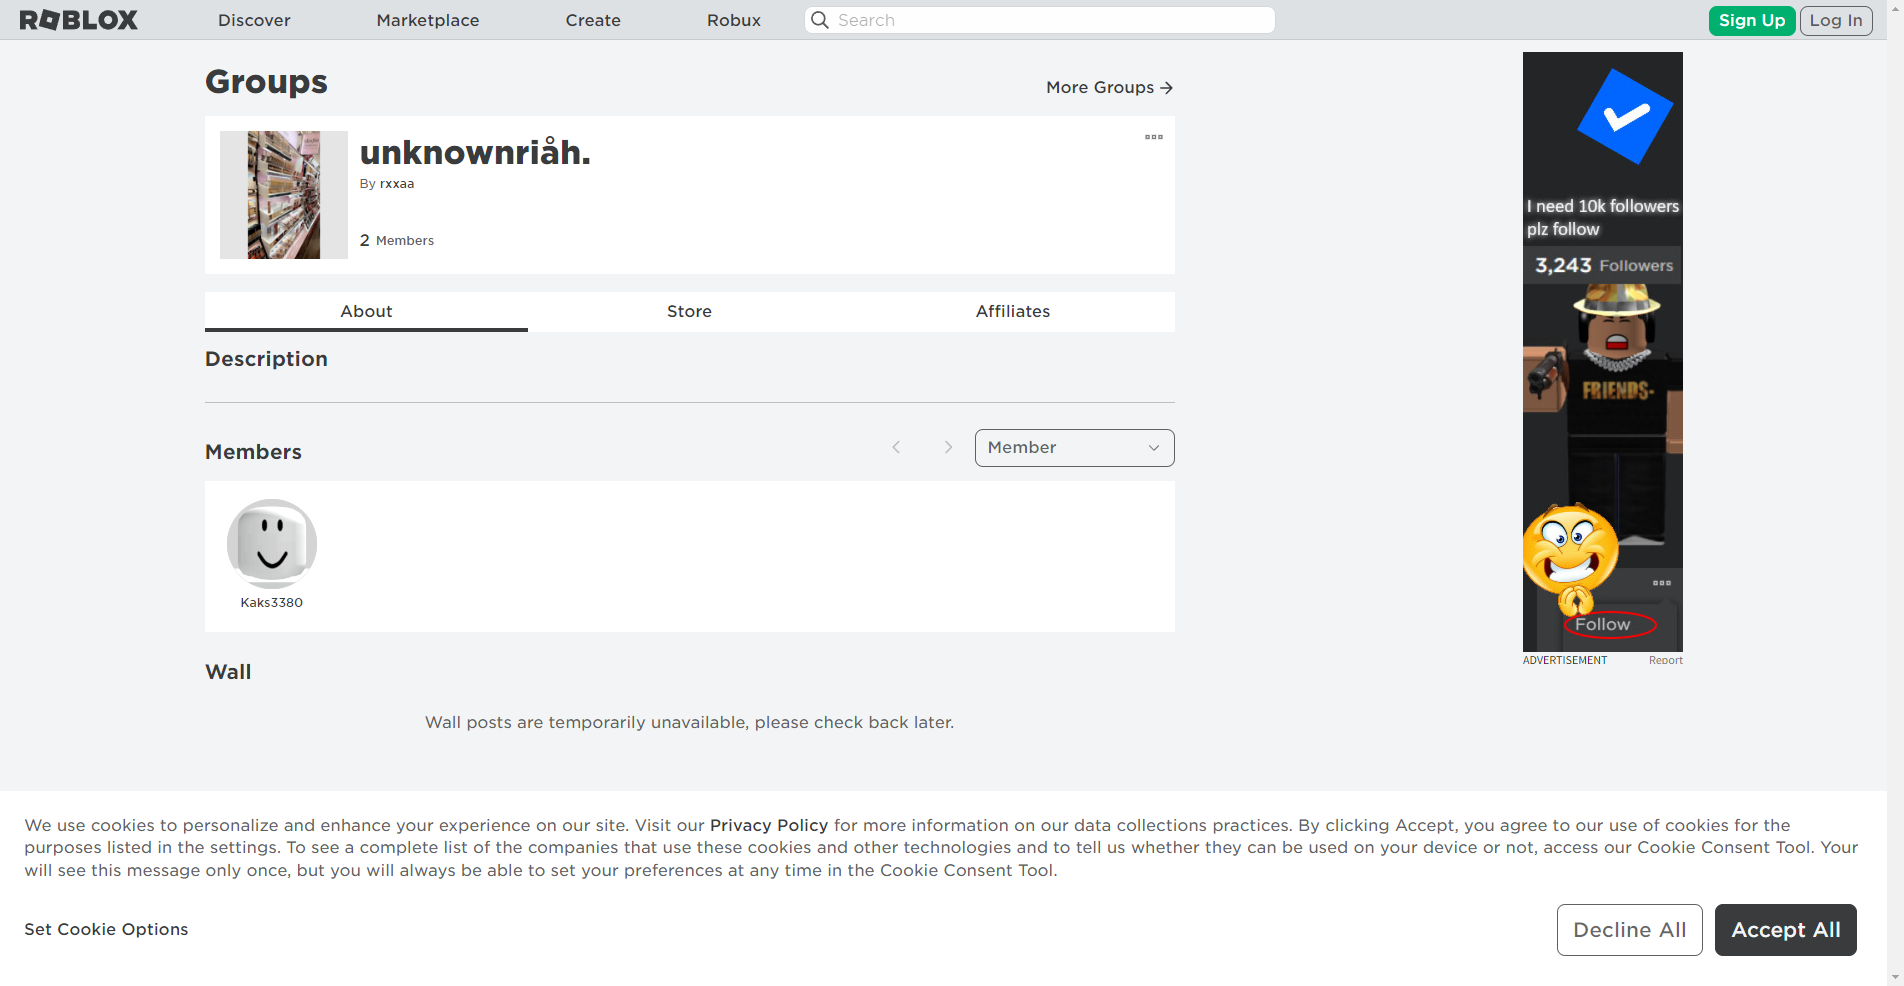 ROBLOX
Discover
Marketplace
Create
Robux
Search
Sign Up
Log In
Groups
More Groups
unknownriåh.
By rxxaa
2 Members
About
Store
Affiliates
Description
Members
Member
Kaks3380
Wall
Wall posts are temporarily unavailable, please check back later.
I need 10k followers
plz follow
3,243 Followers
FRIENDS-
Follow
ADVERTISEMENT
Report
We use cookies to personalize and enhance your experience on our site. Visit our Privacy Policy for more information on our data collections practices. By clicking Accept, you agree to our use of cookies for the
purposes listed in the settings. To see a complete list of the companies that use these cookies and other technologies and to tell us whether they can be used on your device or not, access our Cookie Consent Tool. Your
will see this message only once, but you will always be able to set your preferences at any time in the Cookie Consent Tool.
Set Cookie Options
Decline All
Accept All